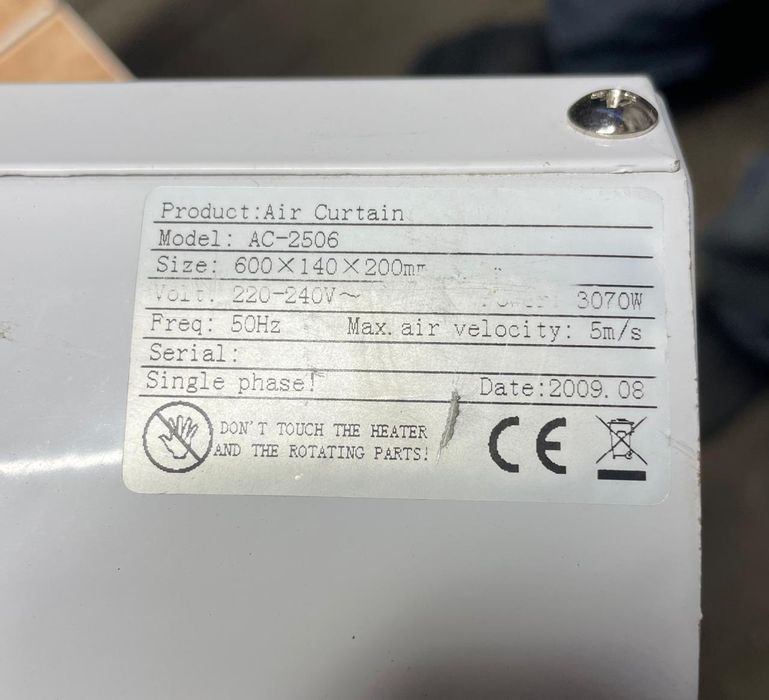 Product:Air Curtain
Model: AC-2506
Size: 600×140×200mm
Volt: 220-240V～ Power: 3070W
Freq: 50Hz Max. air velocity: 5m/s
Serial:
Single phase!
Date:2009.08
DON'T TOUCH THE HEATER
AND THE ROTATING PARTS!
CE